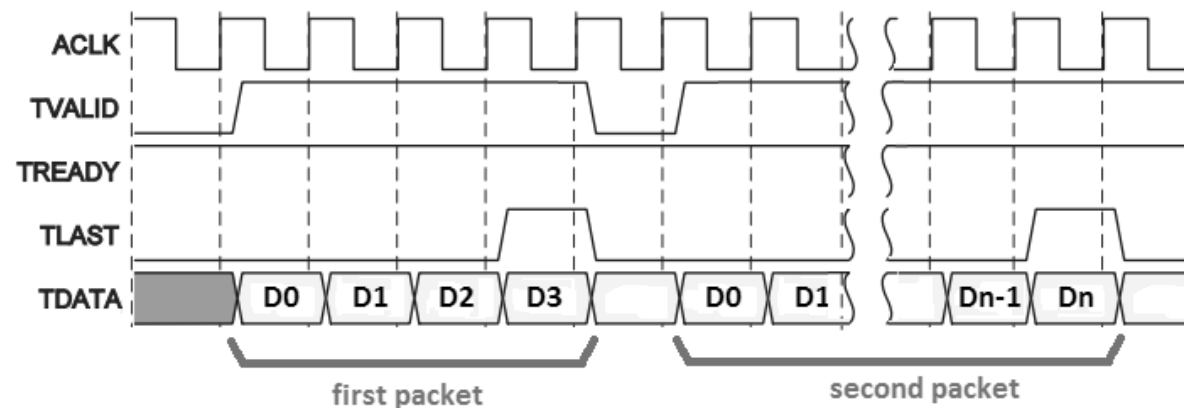 ACLK
TVALID
TREADY
TLAST
TDATA D0 D1 D2 D3 D0 D1 Dn-1 Dn
first packet second packet